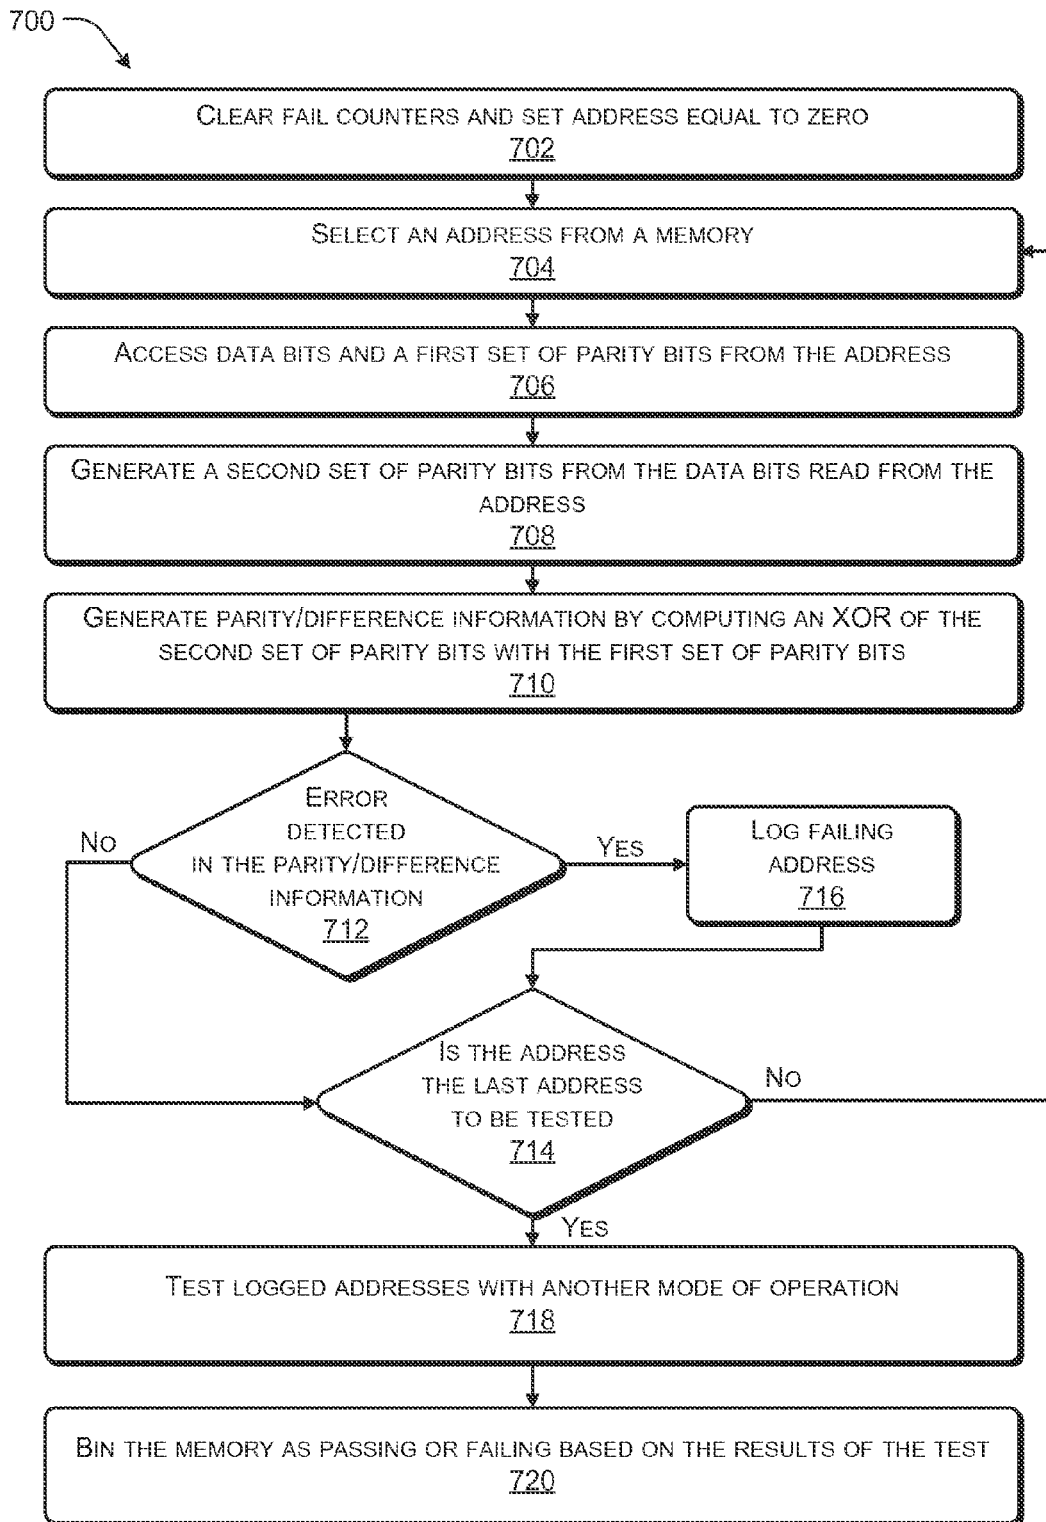 700
CLEAR FAIL COUNTERS AND SET ADDRESS EQUAL TO ZERO
702
SELECT AN ADDRESS FROM A MEMORY
704
ACCESS DATA BITS AND A FIRST SET OF PARITY BITS FROM THE ADDRESS
706
GENERATE A SECOND SET OF PARITY BITS FROM THE DATA BITS READ FROM THE
ADDRESS
708
GENERATE PARITY/DIFFERENCE INFORMATION BY COMPUTING AN XOR OF THE
SECOND SET OF PARITY BITS WITH THE FIRST SET OF PARITY BITS
710
ERROR
DETECTED
IN THE PARITY/DIFFERENCE
INFORMATION
712
NO
YES
LOG FAILING
ADDRESS
716
IS THE ADDRESS
THE LAST ADDRESS
TO BE TESTED
714
NO
YES
TEST LOGGED ADDRESSES WITH ANOTHER MODE OF OPERATION
718
BIN THE MEMORY AS PASSING OR FAILING BASED ON THE RESULTS OF THE TEST
720